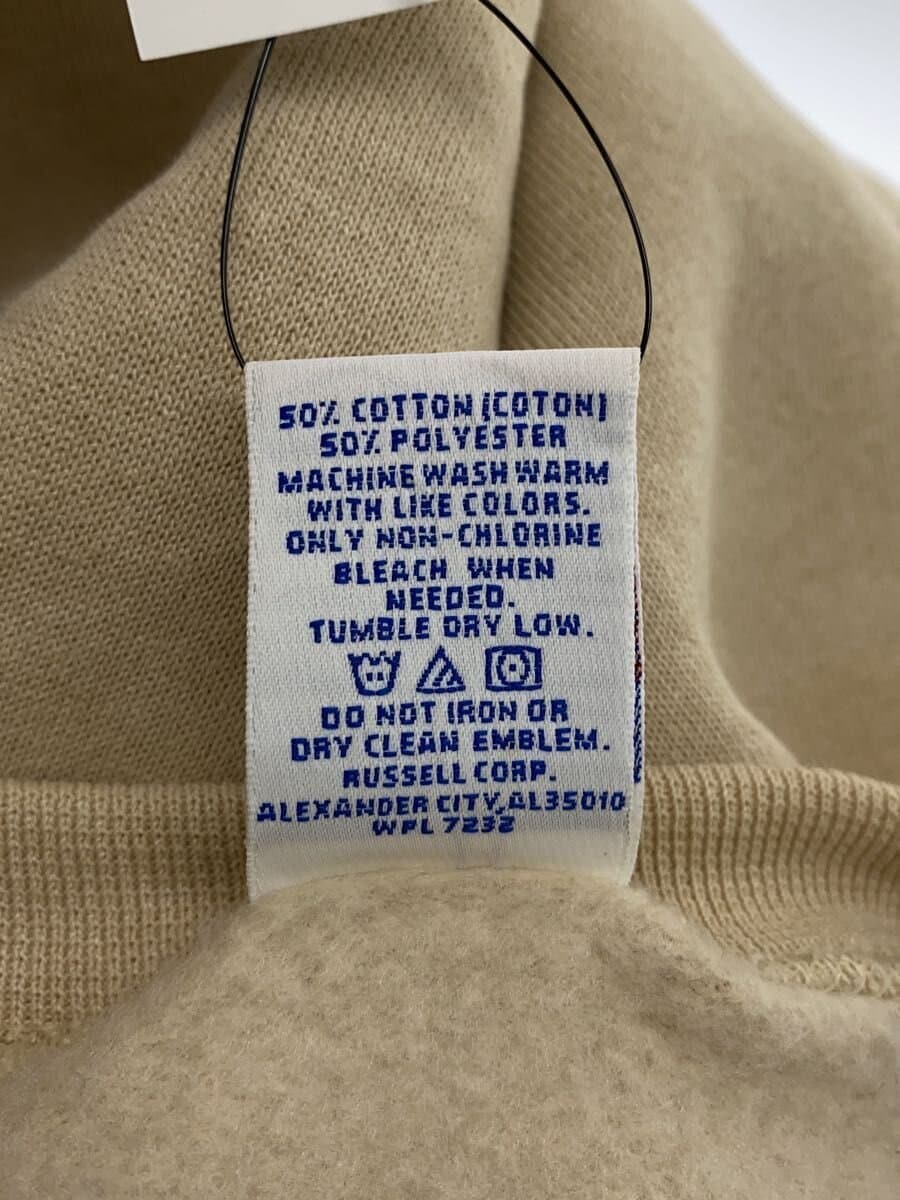 50% COTTON (COTON)
50% POLYESTER
MACHINE WASH WARM
WITH LIKE COLORS.
ONLY NON-CHLORINE
BLEACH WHEN
NEEDED.
TUMBLE DRY LOW.
DO NOT IRON OR
DRY CLEAN EMBLEM.
RUSSELL CORP.
ALEXANDER CITY, AL35010
WPL 7232